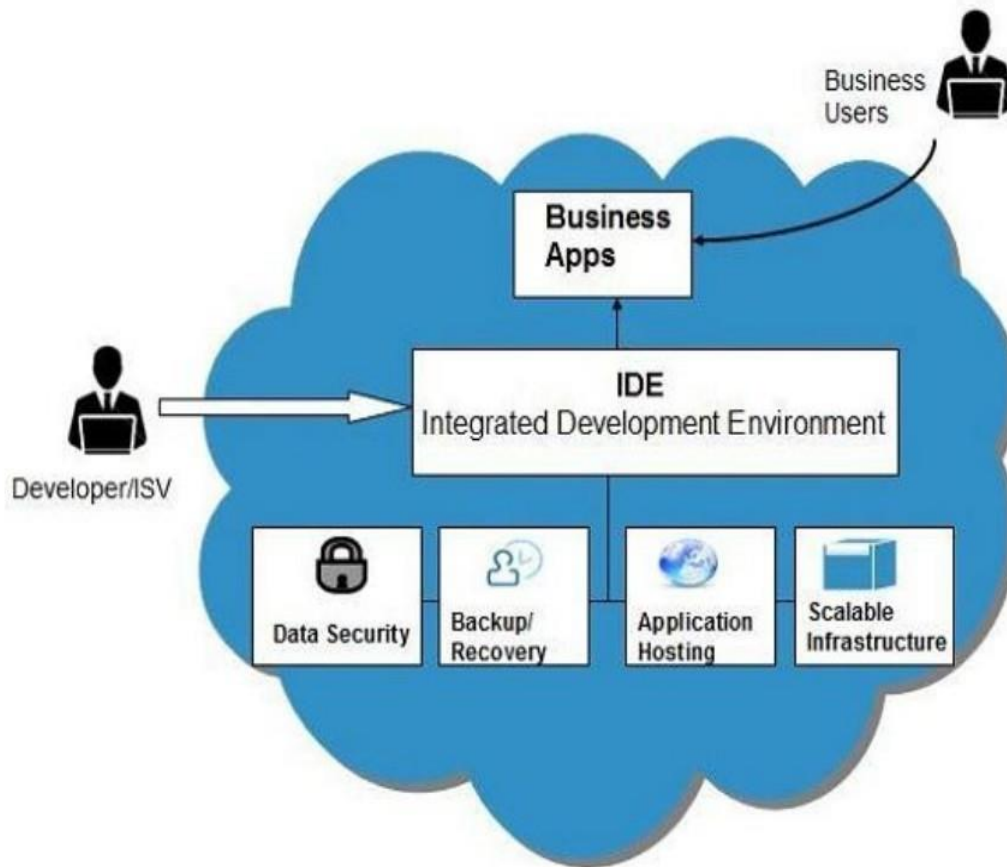 Business
Users
Business
Apps
IDE
Integrated Development Environment
Developer/ISV
Data Security
Backup/
Recovery
Application
Hosting
Scalable
Infrastructure